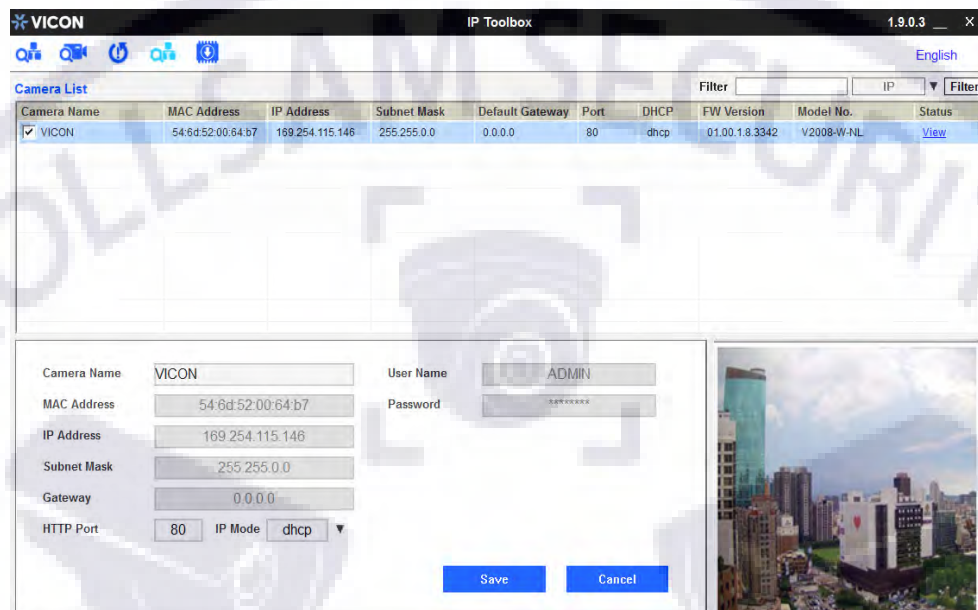 VICON IP Toolbox 1.9.0.3 _ X
English
Camera List Filter IP ▼ Filter
Camera Name MAC Address IP Address Subnet Mask Default Gateway Port DHCP FW Version Model No. Status
VICON 54:6d:52:00:64:b7 169.254.115.146 255.255.0.0 0.0.0.0 80 dhcp 01.00.1.8.3342 V2008-W-NL View
Camera Name VICON User Name ADMIN
MAC Address 54:6d:52:00:64:b7 Password ********
IP Address 169.254.115.146
Subnet Mask 255.255.0.0
Gateway 0.0.0.0
HTTP Port 80 IP Mode dhcp ▼
Save Cancel